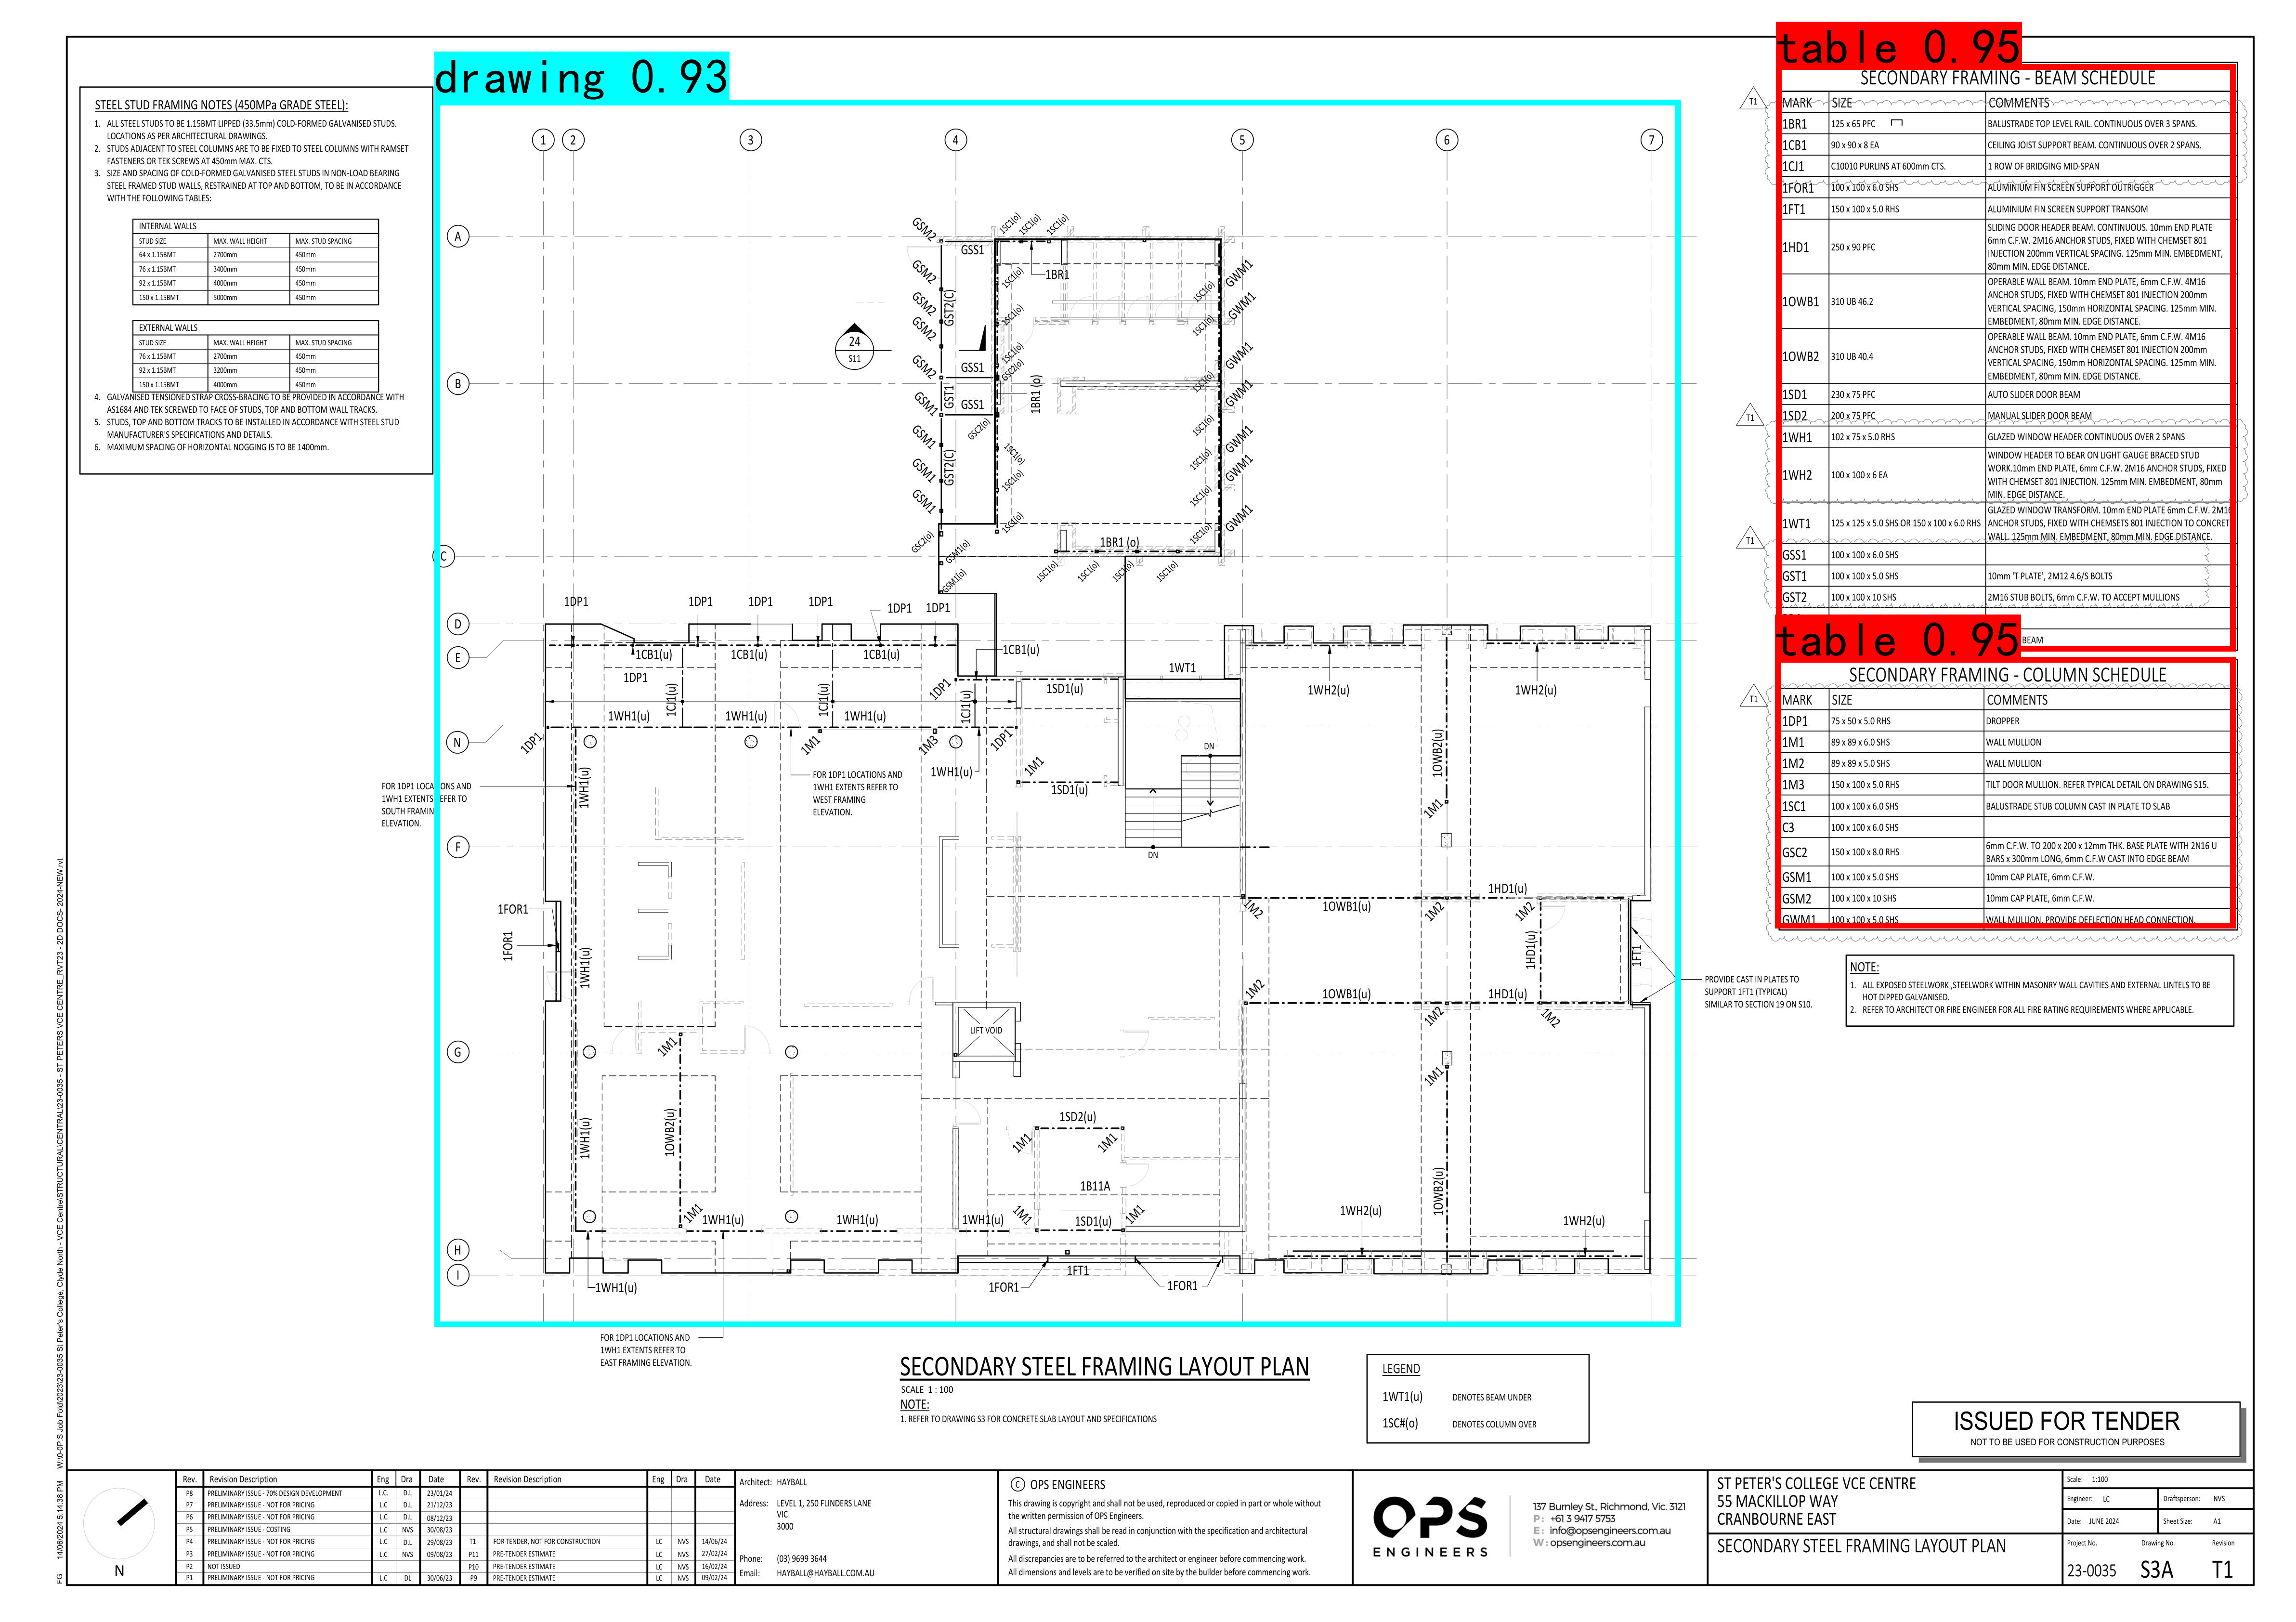 drawing 0.93
table 0.95
STEEL STUD FRAMING NOTES (450MPa GRADE STEEL):
1. ALL STEEL STUDS TO BE 1.15BMT LIPPED (33.5mm) COLD-FORMED GALVANISED STUDS.
LOCATIONS AS PER ARCHITECTURAL DRAWINGS.
2. STUDS ADJACENT TO STEEL COLUMNS ARE TO BE FIXED TO STEEL COLUMNS WITH RAMSET
FASTENERS OR TEK SCREWS AT 450mm MAX. CTS.
3. SIZE AND SPACING OF COLD-FORMED GALVANISED STEEL STUDS IN NON-LOAD BEARING
STEEL FRAMED STUD WALLS, RESTRAINED AT TOP AND BOTTOM, TO BE IN ACCORDANCE
WITH THE FOLLOWING TABLES:
INTERNAL WALLS
STUD SIZE MAX. WALL HEIGHT MAX. STUD SPACING
64 x 1.15BMT 2700mm 450mm
76 x 1.15BMT 3400mm 450mm
92 x 1.15BMT 4000mm 450mm
150 x 1.15BMT 5000mm 450mm
EXTERNAL WALLS
STUD SIZE MAX. WALL HEIGHT MAX. STUD SPACING
76 x 1.15BMT 2700mm 450mm
92 x 1.15BMT 3200mm 450mm
150 x 1.15BMT 4000mm 450mm
4. GALVANISED TENSIONED STRAP CROSS-BRACING TO BE PROVIDED IN ACCORDANCE WITH
AS1684 AND TEK SCREWED TO FACE OF STUDS, TOP AND BOTTOM WALL TRACKS.
5. STUDS, TOP AND BOTTOM TRACKS TO BE INSTALLED IN ACCORDANCE WITH STEEL STUD
MANUFACTURER'S SPECIFICATIONS AND DETAILS.
6. MAXIMUM SPACING OF HORIZONTAL NOGGING IS TO BE 1400mm.
1 2 3 4 5 6 7
A
GSM2 GSS1 1SC1(o) 1SC1(o) 1SC1(o)
1BR1
GSM2 1SC1(o) 1SC1(o) GWM1
GSM2 GST2(C) 1SC1(o) 1SC1(o) GWM1
GSM2
24
S11
GSM2 GSS1 1SC1(o) GSC2(o) 1SC1(o) GWM1
B
GST1 1BR1 (o)
GSM1 GSS1 GSC2(o) 1SC1(o) GWM1
GSM1 1SC1(o) 1SC1(o) GWM1
GSM1 GST2(C) 1SC1(o) 1SC1(o) GWM1
GSM1 1SC1(o) 1SC1(o) GWM1
GSC2(o) GSM1(o) 1BR1 (o)
C
GSM1(o) 1SC1(o) 1SC1(o) 1SC1(o) 1SC1(o)
1DP1 1DP1 1DP1 1DP1 1DP1 1DP1
D
E
1CB1(u) 1CB1(u) 1CB1(u) 1CB1(u)
1DP1 1WT1
1CJ1(u) 1CJ1(u) 1DP1 1CJ1(u) 1SD1(u) 1WH2(u) 1WH2(u)
1WH1(u) 1WH1(u) 1WH1(u)
N
1DP1 1M1 1M3 1DP1 DN 1OWB2(u)
1WH1(u) 1M1 1SD1(u)
FOR 1DP1 LOCATIONS AND
1WH1 EXTENTS REFER TO
SOUTH FRAMIN
ELEVATION.
1WH1(u)
FOR 1DP1 LOCATIONS AND
1WH1 EXTENTS REFER TO
WEST FRAMING
ELEVATION.
1M1
F
DN
1FOR1
1FOR1
1WH1(u)
1M2 1OWB1(u) 1M2 1HD1(u) 1M2
1HD1(u) 1FT1
1M2 1OWB1(u) 1M2 1HD1(u) 1M2
PROVIDE CAST IN PLATES TO
SUPPORT 1FT1 (TYPICAL)
SIMILAR TO SECTION 19 ON S10.
LIFT VOID
G
1M1 1M1
1WH1(u) 1OWB2(u) 1SD2(u)
1M1 1M1
1B11A 1OWB2(u)
1M1 1WH1(u) 1WH1(u) 1WH1(u) 1M1 1SD1(u) 1M1 1WH2(u) 1WH2(u)
H
I
1WH1(u) 1FT1 1FOR1 1FOR1
FOR 1DP1 LOCATIONS AND
1WH1 EXTENTS REFER TO
EAST FRAMING ELEVATION.
SECONDARY STEEL FRAMING LAYOUT PLAN
SCALE 1 : 100
NOTE:
1. REFER TO DRAWING S3 FOR CONCRETE SLAB LAYOUT AND SPECIFICATIONS
LEGEND
1WT1(u) DENOTES BEAM UNDER
1SC#(o) DENOTES COLUMN OVER
SECONDARY FRAMING - BEAM SCHEDULE
T1
MARK SIZE COMMENTS
1BR1 125 x 65 PFC BALUSTRADE TOP LEVEL RAIL. CONTINUOUS OVER 3 SPANS.
1CB1 90 x 90 x 8 EA CEILING JOIST SUPPORT BEAM. CONTINUOUS OVER 2 SPANS.
1CJ1 C10010 PURLINS AT 600mm CTS. 1 ROW OF BRIDGING MID-SPAN
1FOR1 100 x 100 x 6.0 SHS ALUMINIUM FIN SCREEN SUPPORT OUTRIGGER
1FT1 150 x 100 x 5.0 RHS ALUMINIUM FIN SCREEN SUPPORT TRANSOM
1HD1 250 x 90 PFC SLIDING DOOR HEADER BEAM. CONTINUOUS. 10mm END PLATE
6mm C.F.W. 2M16 ANCHOR STUDS, FIXED WITH CHEMSET 801
INJECTION 200mm VERTICAL SPACING. 125mm MIN. EMBEDMENT,
80mm MIN. EDGE DISTANCE.
1OWB1 310 UB 46.2 OPERABLE WALL BEAM. 10mm END PLATE, 6mm C.F.W. 4M16
ANCHOR STUDS, FIXED WITH CHEMSET 801 INJECTION 200mm
VERTICAL SPACING, 150mm HORIZONTAL SPACING. 125mm MIN.
EMBEDMENT, 80mm MIN. EDGE DISTANCE.
1OWB2 310 UB 40.4 OPERABLE WALL BEAM. 10mm END PLATE, 6mm C.F.W. 4M16
ANCHOR STUDS, FIXED WITH CHEMSET 801 INJECTION 200mm
VERTICAL SPACING, 150mm HORIZONTAL SPACING. 125mm MIN.
EMBEDMENT, 80mm MIN. EDGE DISTANCE.
1SD1 230 x 75 PFC AUTO SLIDER DOOR BEAM
T1
1SD2 200 x 75 PFC MANUAL SLIDER DOOR BEAM
1WH1 102 x 75 x 5.0 RHS GLAZED WINDOW HEADER CONTINUOUS OVER 2 SPANS
1WH2 100 x 100 x 6 EA WINDOW HEADER TO BEAR ON LIGHT GAUGE BRACED STUD
WORK.10mm END PLATE, 6mm C.F.W. 2M16 ANCHOR STUDS, FIXED
WITH CHEMSET 801 INJECTION. 125mm MIN. EMBEDMENT, 80mm
MIN. EDGE DISTANCE.
1WT1 125 x 125 x 5.0 SHS OR 150 x 100 x 6.0 RHS GLAZED WINDOW TRANSFORM. 10mm END PLATE 6mm C.F.W. 2M16
ANCHOR STUDS, FIXED WITH CHEMSETS 801 INJECTION TO CONCRET
WALL. 125mm MIN. EMBEDMENT, 80mm MIN. EDGE DISTANCE.
T1
GSS1 100 x 100 x 6.0 SHS
GST1 100 x 100 x 5.0 SHS 10mm 'T PLATE', 2M12 4.6/S BOLTS
GST2 100 x 100 x 10 SHS 2M16 STUB BOLTS, 6mm C.F.W. TO ACCEPT MULLIONS
BEAM
table 0.95
SECONDARY FRAMING - COLUMN SCHEDULE
T1
MARK SIZE COMMENTS
1DP1 75 x 50 x 5.0 RHS DROPPER
1M1 89 x 89 x 6.0 SHS WALL MULLION
1M2 89 x 89 x 5.0 SHS WALL MULLION
1M3 150 x 100 x 5.0 RHS TILT DOOR MULLION. REFER TYPICAL DETAIL ON DRAWING S15.
1SC1 100 x 100 x 6.0 SHS BALUSTRADE STUB COLUMN CAST IN PLATE TO SLAB
C3 100 x 100 x 6.0 SHS
GSC2 150 x 100 x 8.0 RHS 6mm C.F.W. TO 200 x 200 x 12mm THK. BASE PLATE WITH 2N16 U
BARS x 300mm LONG, 6mm C.F.W CAST INTO EDGE BEAM
GSM1 100 x 100 x 5.0 SHS 10mm CAP PLATE, 6mm C.F.W.
GSM2 100 x 100 x 10 SHS 10mm CAP PLATE, 6mm C.F.W.
GWM1 100 x 100 x 5.0 SHS WALL MULLION. PROVIDE DEFLECTION HEAD CONNECTION.
NOTE:
1. ALL EXPOSED STEELWORK ,STEELWORK WITHIN MASONRY WALL CAVITIES AND EXTERNAL LINTELS TO BE
HOT DIPPED GALVANISED.
2. REFER TO ARCHITECT OR FIRE ENGINEER FOR ALL FIRE RATING REQUIREMENTS WHERE APPLICABLE.
ISSUED FOR TENDER
NOT TO BE USED FOR CONSTRUCTION PURPOSES
FG 14/06/2024 5:14:38 PM W:\0-0P.S Job Fold\2023\23-0035 St Peter's College, Clyde North - VCE Centre\STRUCTURAL\CENTRAL\23-0035 - ST PETERS VCE CENTRE_RVT23 - 2D DOCS- 2024-NEW.rvt
N
Rev. Revision Description Eng Dra Date Rev. Revision Description Eng Dra Date
P8 PRELIMINARY ISSUE - 70% DESIGN DEVELOPMENT L.C. D.L 23/01/24
P7 PRELIMINARY ISSUE - NOT FOR PRICING L.C D.L 21/12/23
P6 PRELIMINARY ISSUE - NOT FOR PRICING L.C D.L 08/12/23
P5 PRELIMINARY ISSUE - COSTING L.C NVS 30/08/23
P4 PRELIMINARY ISSUE - NOT FOR PRICING L.C D.L 29/08/23 T1 FOR TENDER, NOT FOR CONSTRUCTION LC NVS 14/06/24
P3 PRELIMINARY ISSUE - NOT FOR PRICING L.C NVS 09/08/23 P11 PRE-TENDER ESTIMATE LC NVS 27/02/24
P2 NOT ISSUED P10 PRE-TENDER ESTIMATE LC NVS 16/02/24
P1 PRELIMINARY ISSUE - NOT FOR PRICING L.C DL 30/06/23 P9 PRE-TENDER ESTIMATE LC NVS 09/02/24
Architect: HAYBALL
Address: LEVEL 1, 250 FLINDERS LANE
VIC
3000
Phone: (03) 9699 3644
Email: HAYBALL@HAYBALL.COM.AU
C OPS ENGINEERS
This drawing is copyright and shall not be used, reproduced or copied in part or whole without
the written permission of OPS Engineers.
All structural drawings shall be read in conjunction with the specification and architectural
drawings, and shall not be scaled.
All discrepancies are to be referred to the architect or engineer before commencing work.
All dimensions and levels are to be verified on site by the builder before commencing work.
OPS
ENGINEERS
137 Burnley St., Richmond, Vic. 3121
P: +61 3 9417 5753
E: info@opsengineers.com.au
W: opsengineers.com.au
ST PETER'S COLLEGE VCE CENTRE
55 MACKILLOP WAY
CRANBOURNE EAST
SECONDARY STEEL FRAMING LAYOUT PLAN
Scale: 1:100
Engineer: LC Draftsperson: NVS
Date: JUNE 2024 Sheet Size: A1
Project No. Drawing No. Revision
23-0035 S3A T1